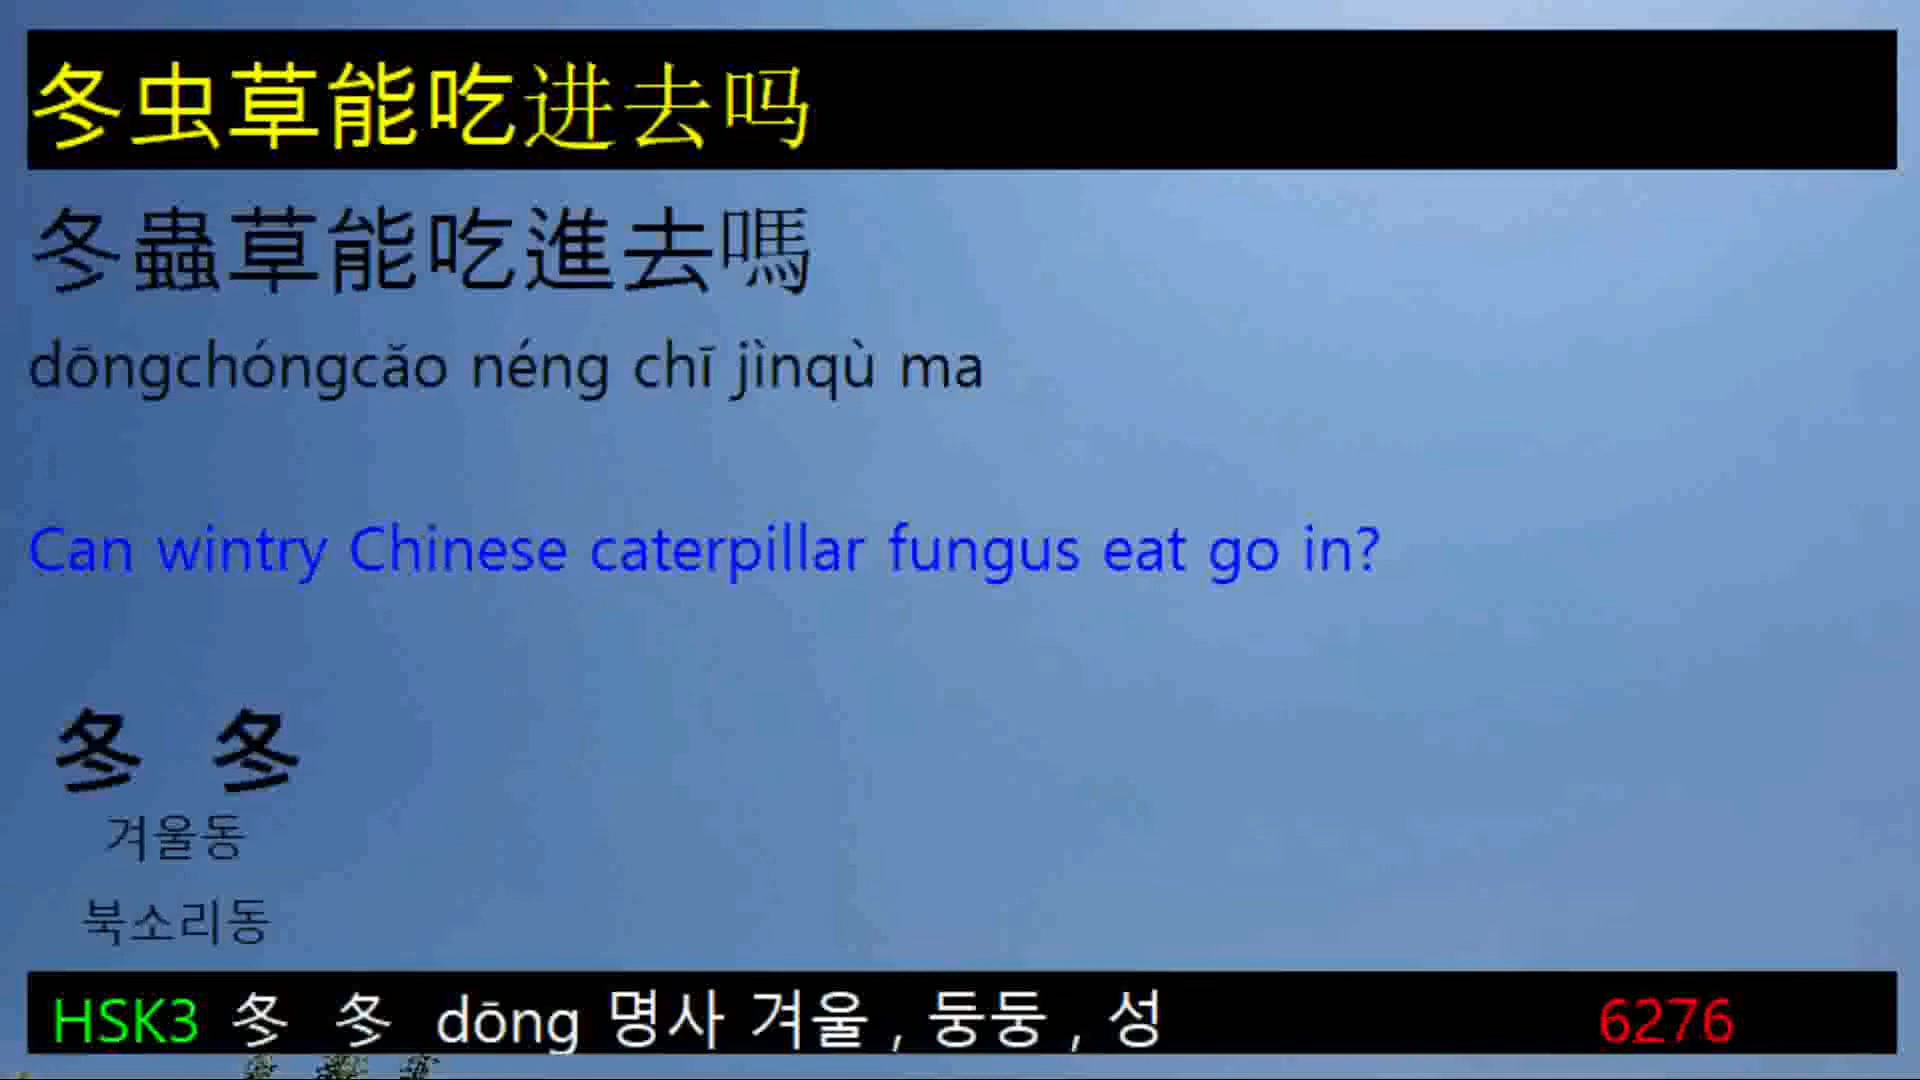 冬虫草能吃进去吗
冬蟲草能吃進去嗎
dōngchóngcǎo néng chī jìnqù ma
Can wintry Chinese caterpillar fungus eat go in?
冬 冬
겨울동
북소리동
HSK3 冬 冬 dōng 명사 겨울 , 둥둥 , 성 6276